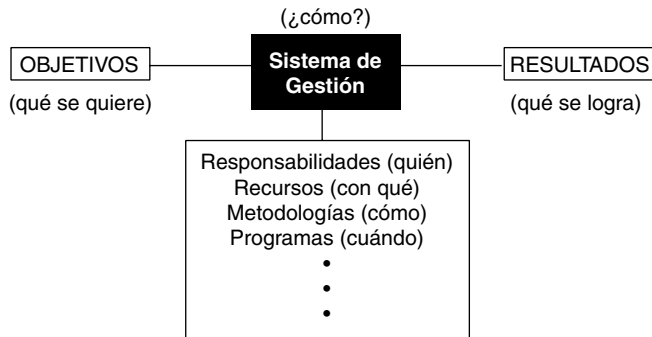 (¿cómo?)
OBJETIVOS
Sistema de
Gestión
RESULTADOS
(qué se quiere)
(qué se logra)
Responsabilidades (quién)
Recursos (con qué)
Metodologías (cómo)
Programas (cuándo)
•
•
•